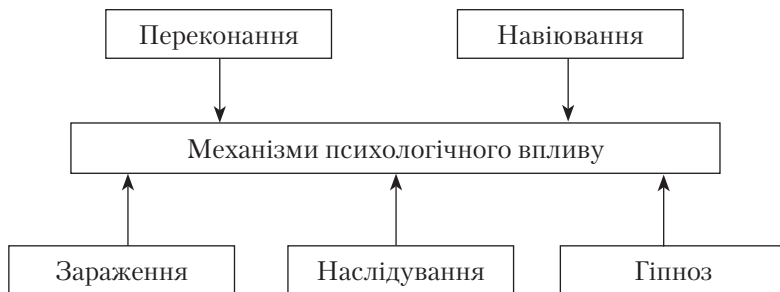 Переконання
Навіювання
Механізми психологічного впливу
Зараження
Наслідування
Гіпноз